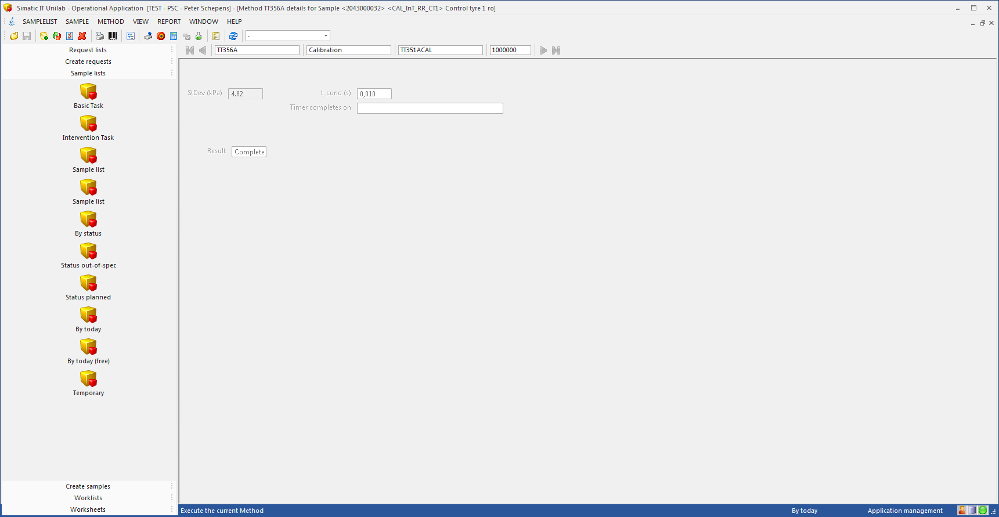 Simatic IT Unilab - Operational Application [TEST - PSC - Peter Schepens] - [Method TT356A details for Sample <2043000032> <CAL_InT_RR_CT1> Control tyre 1 ro]
SAMPLELIST SAMPLE METHOD VIEW REPORT WINDOW HELP
-
Request lists
Create requests
Sample lists
Basic Task
Intervention Task
Sample list
Sample list
By status
Status out-of-spec
Status planned
By today
By today (free)
Temporary
Create samples
Worklists
Worksheets
TT356A Calibration TT351ACAL 1000000
StDev (kPa) 4.82 t_cond (s) 0,010
Timer completes on
Result Complete
Execute the current Method By today Application management